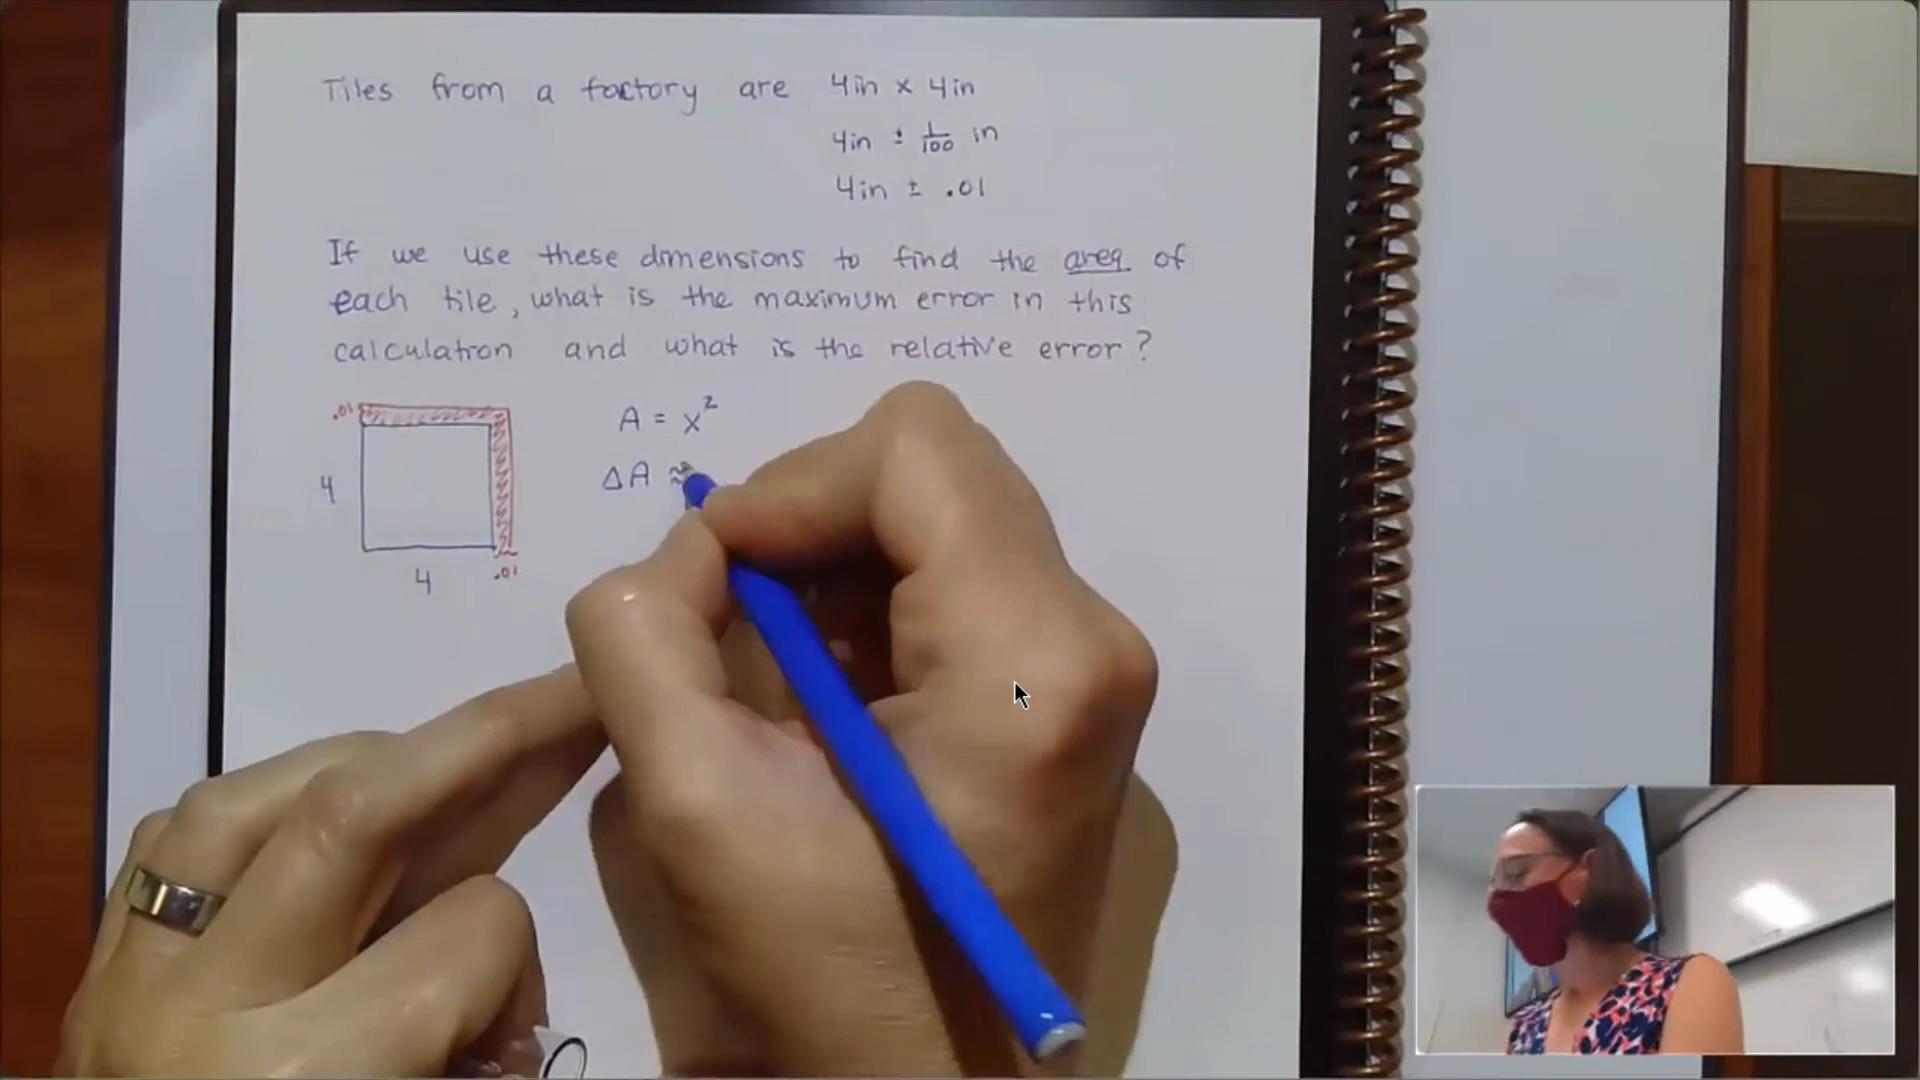 Tiles from a factory are 4in x 4in
4in ± 1/100 in
4in ± .01
If we use these dimensions to find the area of
each tile, what is the maximum error in this
calculation and what is the relative error?
.01
4
4
.01
A = x²
ΔA ≈